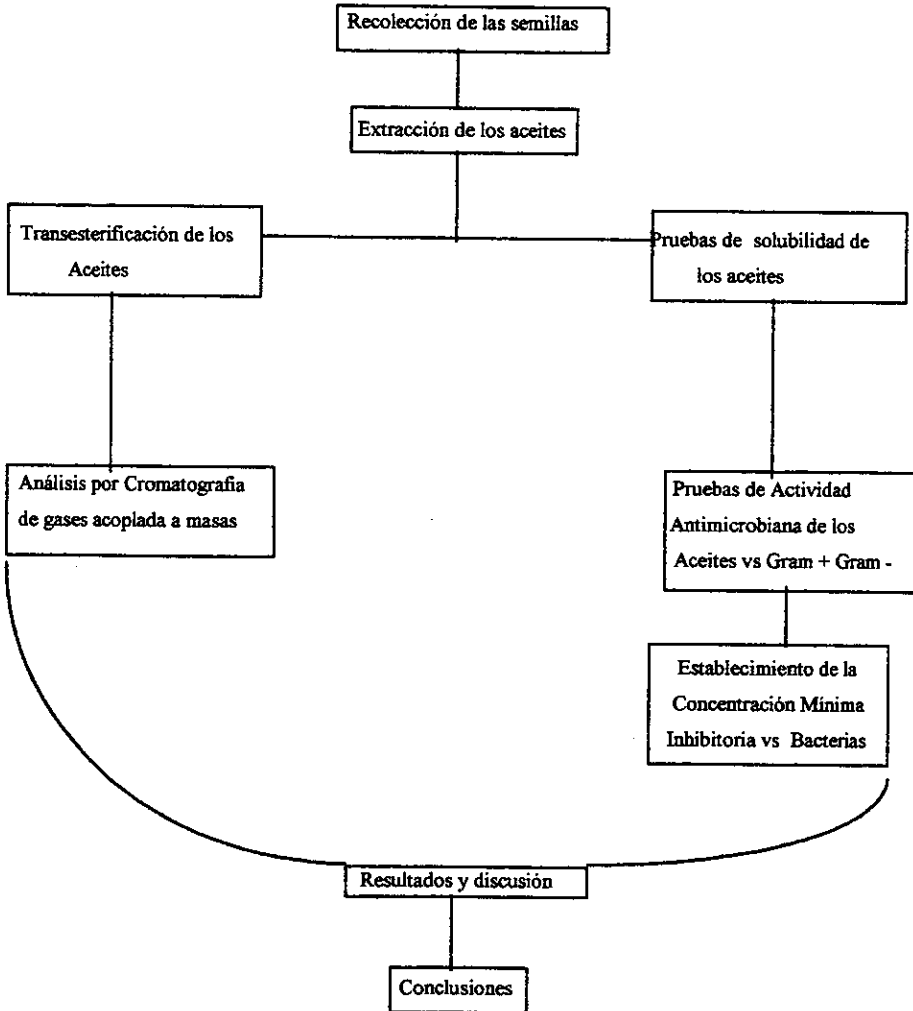 Recolección de las semillas
Extracción de los aceites
Transesterificación de los
Aceites
Pruebas de solubilidad de
los aceites
Análisis por Cromatografia
de gases acoplada a masas
Pruebas de Actividad
Antimicrobiana de los
Aceites vs Gram + Gram -
Establecimiento de la
Concentración Mínima
Inhibitoria vs Bacterias
Resultados y discusión
Conclusiones